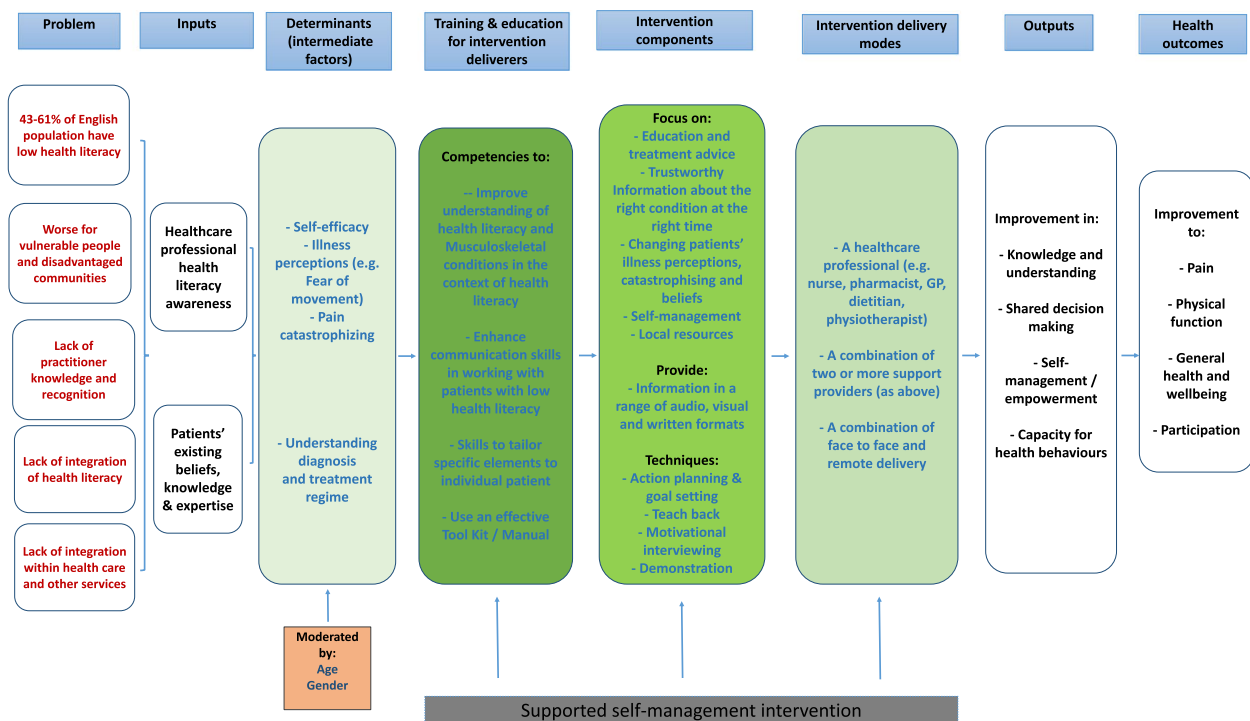 Problem
Inputs
Determinants
(intermediate
factors)
Training & education
for intervention
deliverers
Intervention
components
Intervention delivery
modes
Outputs
Health
outcomes
43-61% of English
population have
low health literacy
Worse for
vulnerable people
and disadvantaged
communities
Lack of
practitioner
knowledge and
recognition
Lack of integration
of health literacy
Lack of integration
within health care
and other services
Healthcare
professional
health
literacy
awareness
Patients’
existing
beliefs,
knowledge
& expertise
- Self-efficacy
- Illness
perceptions (e.g.
Fear of
movement)
- Pain
catastrophizing
- Understanding
diagnosis
and treatment
regime
Moderated
by:
Age
Gender
Competencies to:
-- Improve
understanding of
health literacy and
Musculoskeletal
conditions in the
context of health
literacy
- Enhance
communication skills
in working with
patients with low
health literacy
- Skills to tailor
specific elements to
individual patient
- Use an effective
Tool Kit / Manual
Focus on:
- Education and
treatment advice
- Trustworthy
Information about the
right condition at the
right time
- Changing patients’
illness perceptions,
catastrophising and
beliefs
- Self-management
- Local resources
Provide:
- Information in a
range of audio, visual
and written formats
Techniques:
- Action planning &
goal setting
- Teach back
- Motivational
interviewing
- Demonstration
- A healthcare
professional (e.g.
nurse, pharmacist, GP,
dietitian,
physiotherapist)
- A combination of
two or more support
providers (as above)
- A combination of
face to face and
remote delivery
Improvement in:
- Knowledge and
understanding
- Shared decision
making
- Self-
management /
empowerment
- Capacity for
health behaviours
Improvement
to:
- Pain
- Physical
function
- General
health and
wellbeing
- Participation
Supported self-management intervention